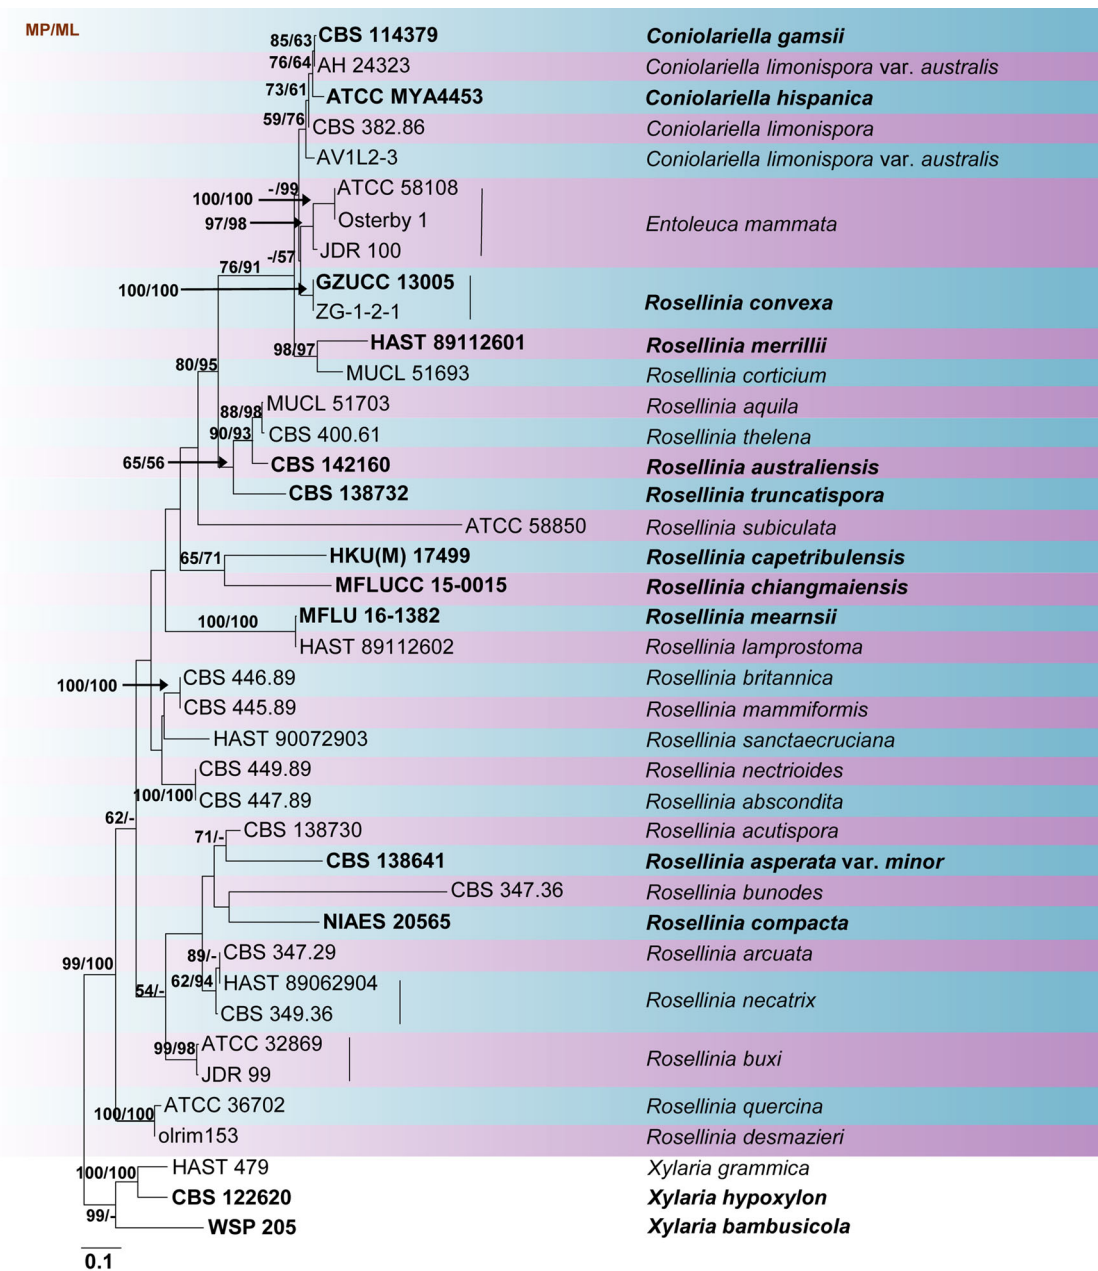 MP/ML
85/63 CBS 114379 Coniolariella gamsii
76/64 AH 24323 Coniolariella limonispora var. australis
73/61 ATCC MYA4453 Coniolariella hispanica
59/76 CBS 382.86 Coniolariella limonispora
AV1L2-3 Coniolariella limonispora var. australis
-/99 ATCC 58108
100/100
Osterby 1 Entoleuca mammata
97/98
JDR 100
-/57
76/91
GZUCC 13005
100/100 Rosellinia convexa
ZG-1-2-1
HAST 89112601 Rosellinia merrillii
98/97
80/95 MUCL 51693 Rosellinia corticium
88/98 MUCL 51703 Rosellinia aquila
90/93 CBS 400.61 Rosellinia thelena
65/56 CBS 142160 Rosellinia australiensis
CBS 138732 Rosellinia truncatispora
ATCC 58850 Rosellinia subiculata
65/71 HKU(M) 17499 Rosellinia capetribulensis
MFLUCC 15-0015 Rosellinia chiangmaiensis
100/100 MFLU 16-1382 Rosellinia mearnsii
HAST 89112602 Rosellinia lamprostoma
100/100 CBS 446.89 Rosellinia britannica
CBS 445.89 Rosellinia mammiformis
HAST 90072903 Rosellinia sanctaecruciana
CBS 449.89 Rosellinia nectrioides
100/100 CBS 447.89 Rosellinia abscondita
62/-
71/- CBS 138730 Rosellinia acutispora
CBS 138641 Rosellinia asperata var. minor
CBS 347.36 Rosellinia bunodes
NIAES 20565 Rosellinia compacta
89/- CBS 347.29 Rosellinia arcuata
99/100
62/94 HAST 89062904
54/- Rosellinia necatrix
CBS 349.36
99/98 ATCC 32869
Rosellinia buxi
JDR 99
100/100 ATCC 36702 Rosellinia quercina
olrim153 Rosellinia desmazieri
100/100 HAST 479 Xylaria grammica
CBS 122620 Xylaria hypoxylon
99/- WSP 205 Xylaria bambusicola
0.1